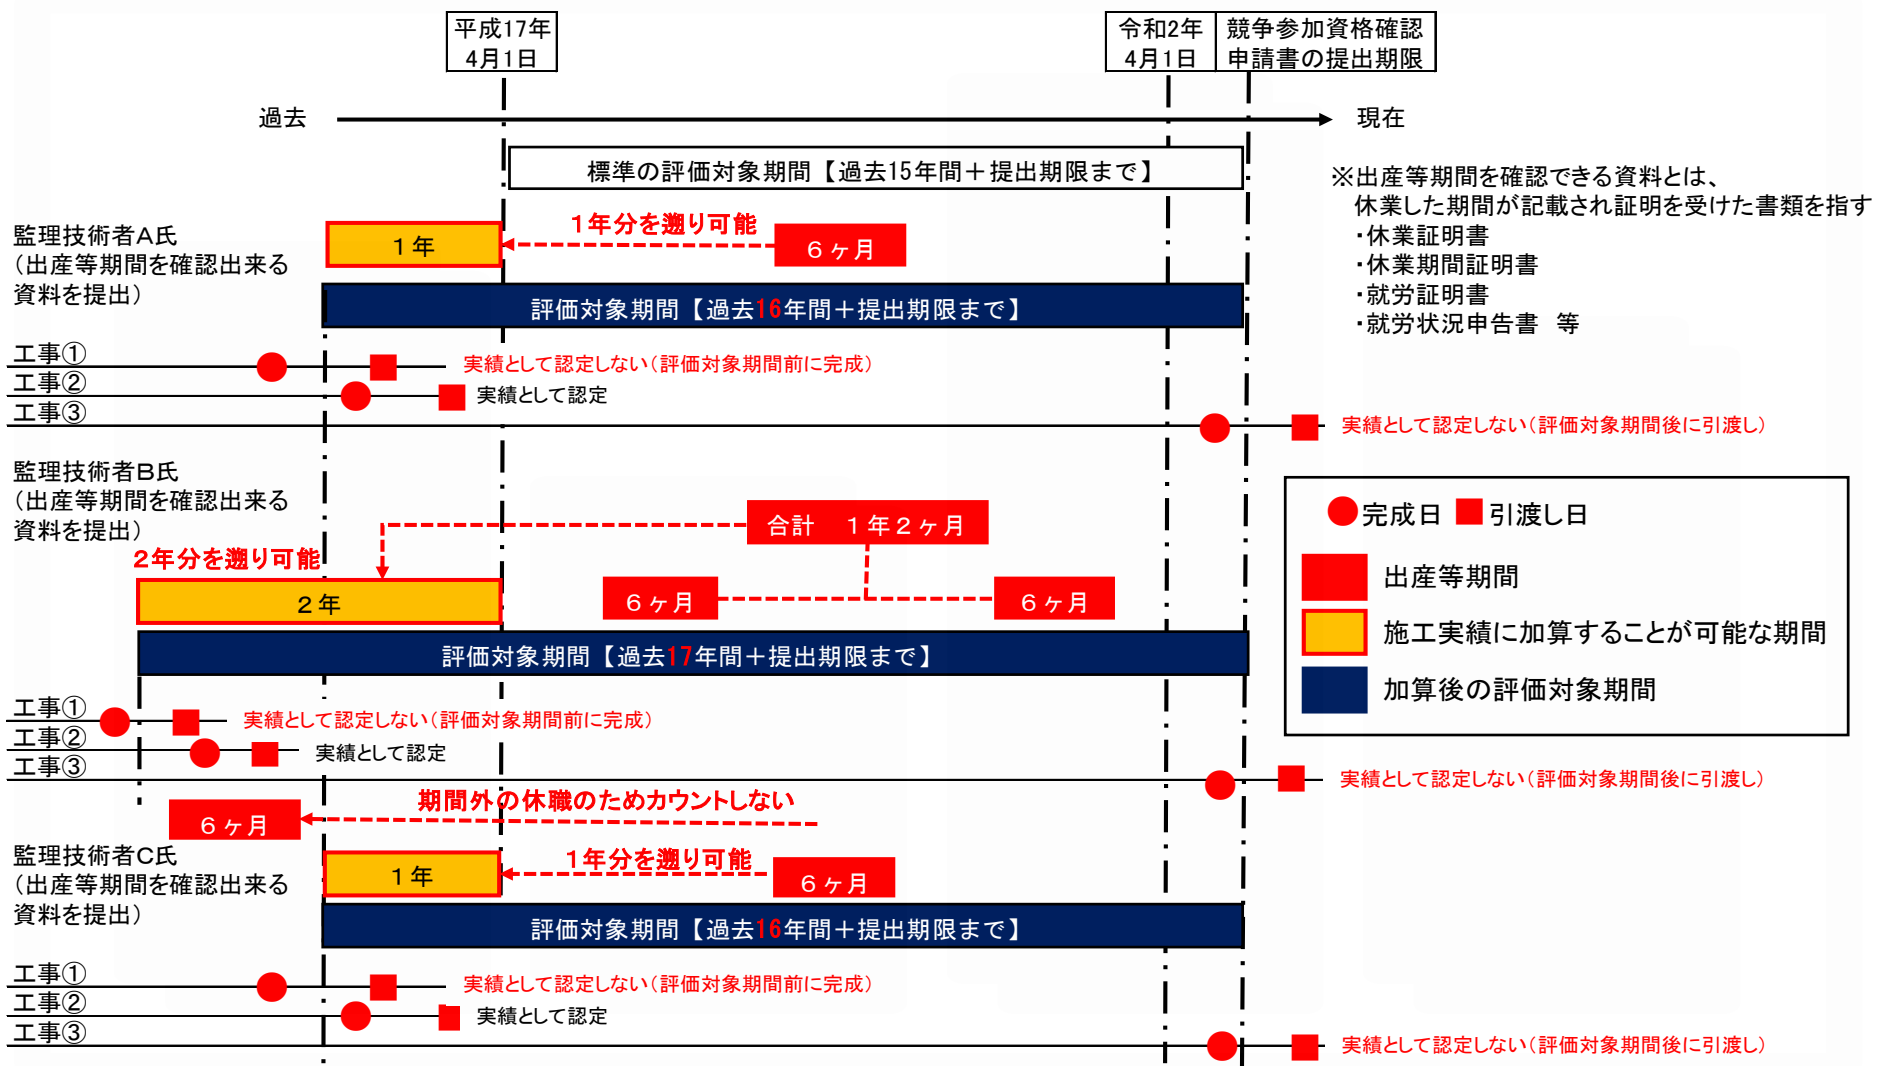 平成17年
4月1日
令和2年
4月1日
競争参加資格確認
申請書の提出期限
過去
現在
標準の評価対象期間【過去15年間＋提出期限まで】
※出産等期間を確認できる資料とは、
休業した期間が記載され証明を受けた書類を指す
・休業証明書
・休業期間証明書
・就労証明書
・就労状況申告書　等
監理技術者A氏
（出産等期間を確認出来る
資料を提出）
１年
１年分を遡り可能
６ヶ月
評価対象期間【過去16年間＋提出期限まで】
工事①
実績として認定しない（評価対象期間前に完成）
工事②
実績として認定
工事③
実績として認定しない（評価対象期間後に引渡し）
監理技術者B氏
（出産等期間を確認出来る
資料を提出）
合計　１年２ヶ月
２年分を遡り可能
２年
６ヶ月
６ヶ月
評価対象期間【過去17年間＋提出期限まで】
完成日
引渡し日
出産等期間
施工実績に加算することが可能な期間
加算後の評価対象期間
工事①
実績として認定しない（評価対象期間前に完成）
工事②
実績として認定
工事③
実績として認定しない（評価対象期間後に引渡し）
期間外の休職のためカウントしない
６ヶ月
監理技術者C氏
（出産等期間を確認出来る
資料を提出）
１年
１年分を遡り可能
６ヶ月
評価対象期間【過去16年間＋提出期限まで】
工事①
実績として認定しない（評価対象期間前に完成）
工事②
実績として認定
工事③
実績として認定しない（評価対象期間後に引渡し）